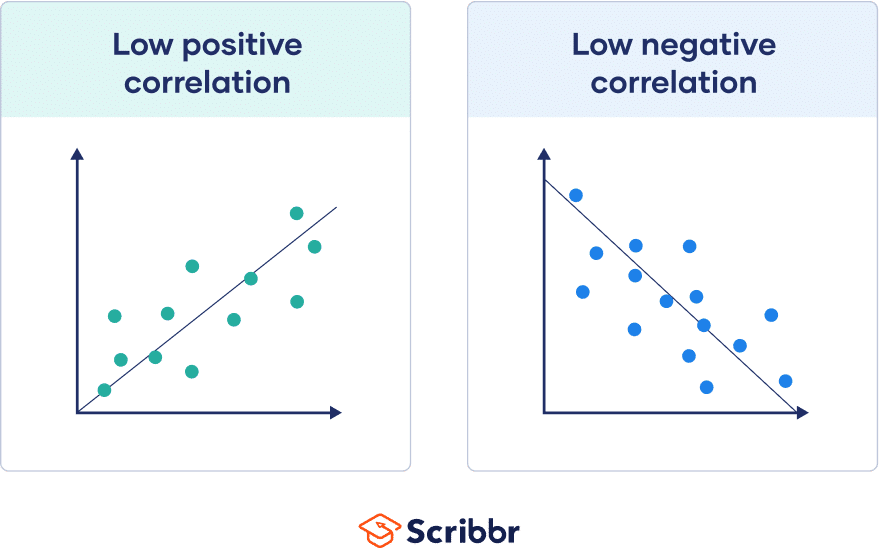 Low positive
correlation
Low negative
correlation
Scribbr